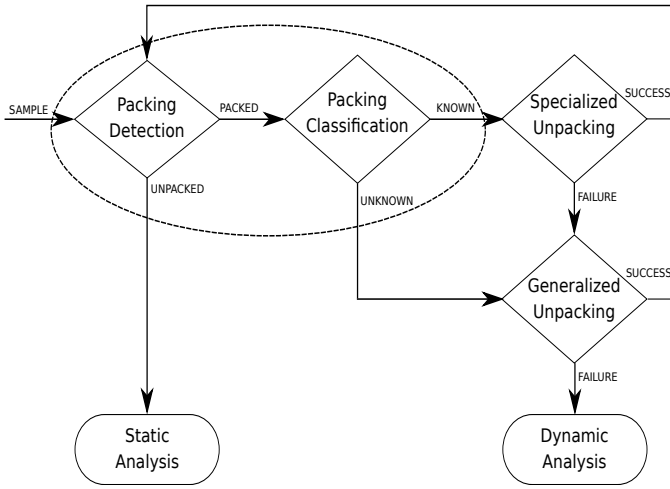 SAMPLE
Packing
Detection
PACKED
Packing
Classification
KNOWN
Specialized
Unpacking
SUCCESS
UNPACKED
UNKNOWN
FAILURE
Generalized
Unpacking
SUCCESS
FAILURE
Static
Analysis
Dynamic
Analysis